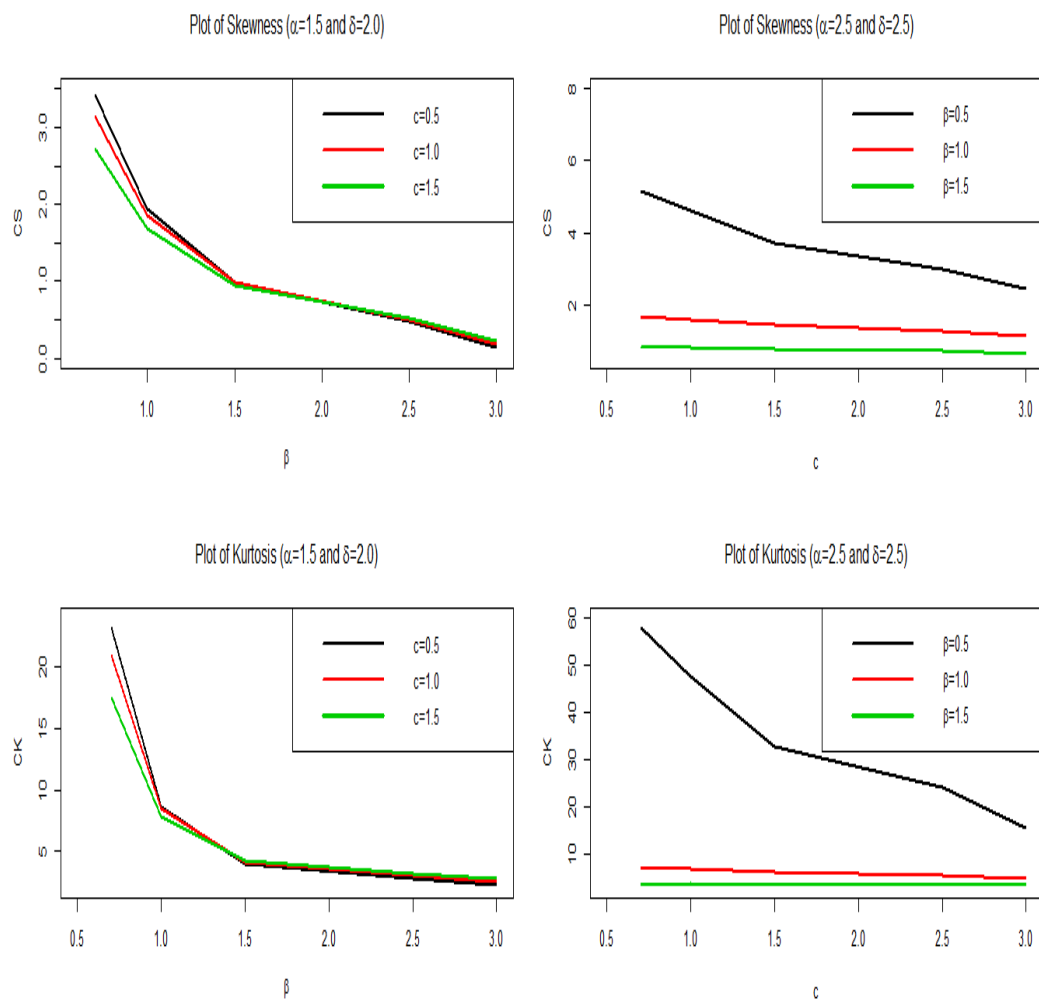 Plot of Skewness (α=1.5 and δ=2.0)
c=0.5
c=1.0
c=1.5
CS
0.0
1.0
2.0
3.0
1.0
1.5
2.0
2.5
3.0
β
Plot of Skewness (α=2.5 and δ=2.5)
β=0.5
β=1.0
β=1.5
CS
2
4
6
8
0.5
1.0
1.5
2.0
2.5
3.0
c
Plot of Kurtosis (α=1.5 and δ=2.0)
c=0.5
c=1.0
c=1.5
CK
5
10
15
20
0.5
1.0
1.5
2.0
2.5
3.0
β
Plot of Kurtosis (α=2.5 and δ=2.5)
β=0.5
β=1.0
β=1.5
CK
10
20
30
40
50
60
0.5
1.0
1.5
2.0
2.5
3.0
c